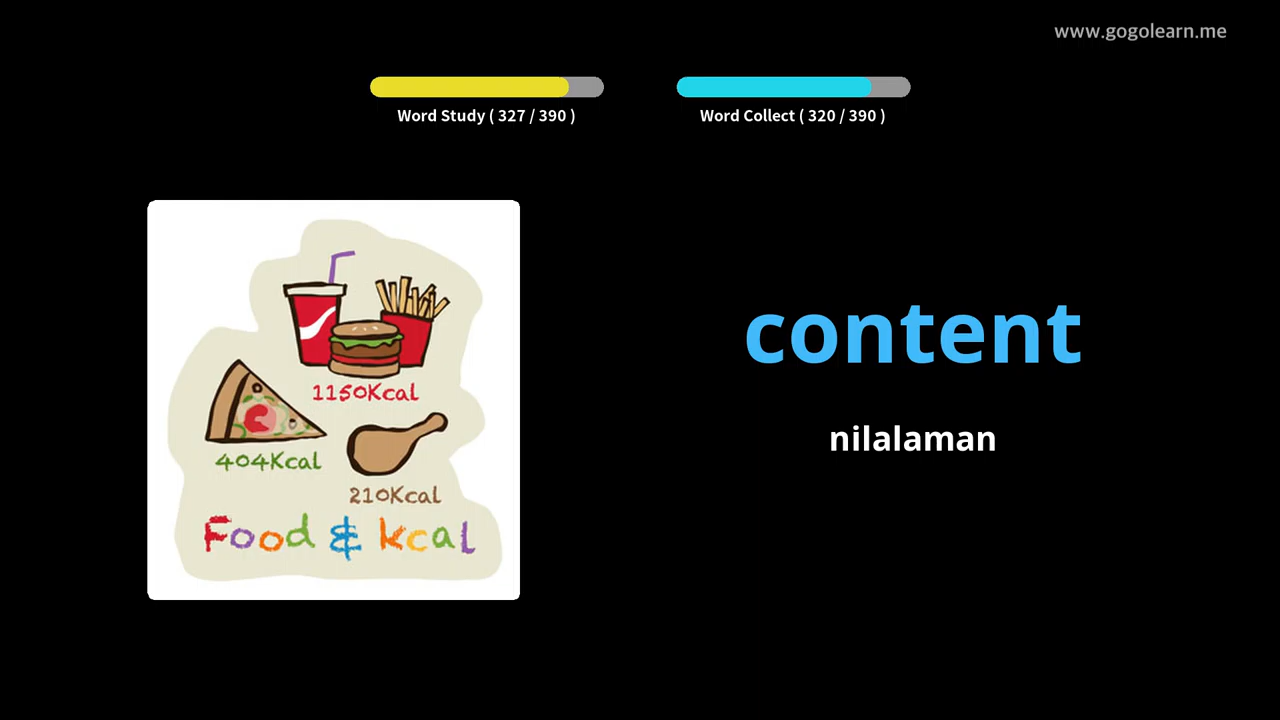 www.gogolearn.me
Word Study ( 327 / 390 )
Word Collect ( 320 / 390 )
1150Kcal
404Kcal
210Kcal
Food & kcal
content
nilalaman